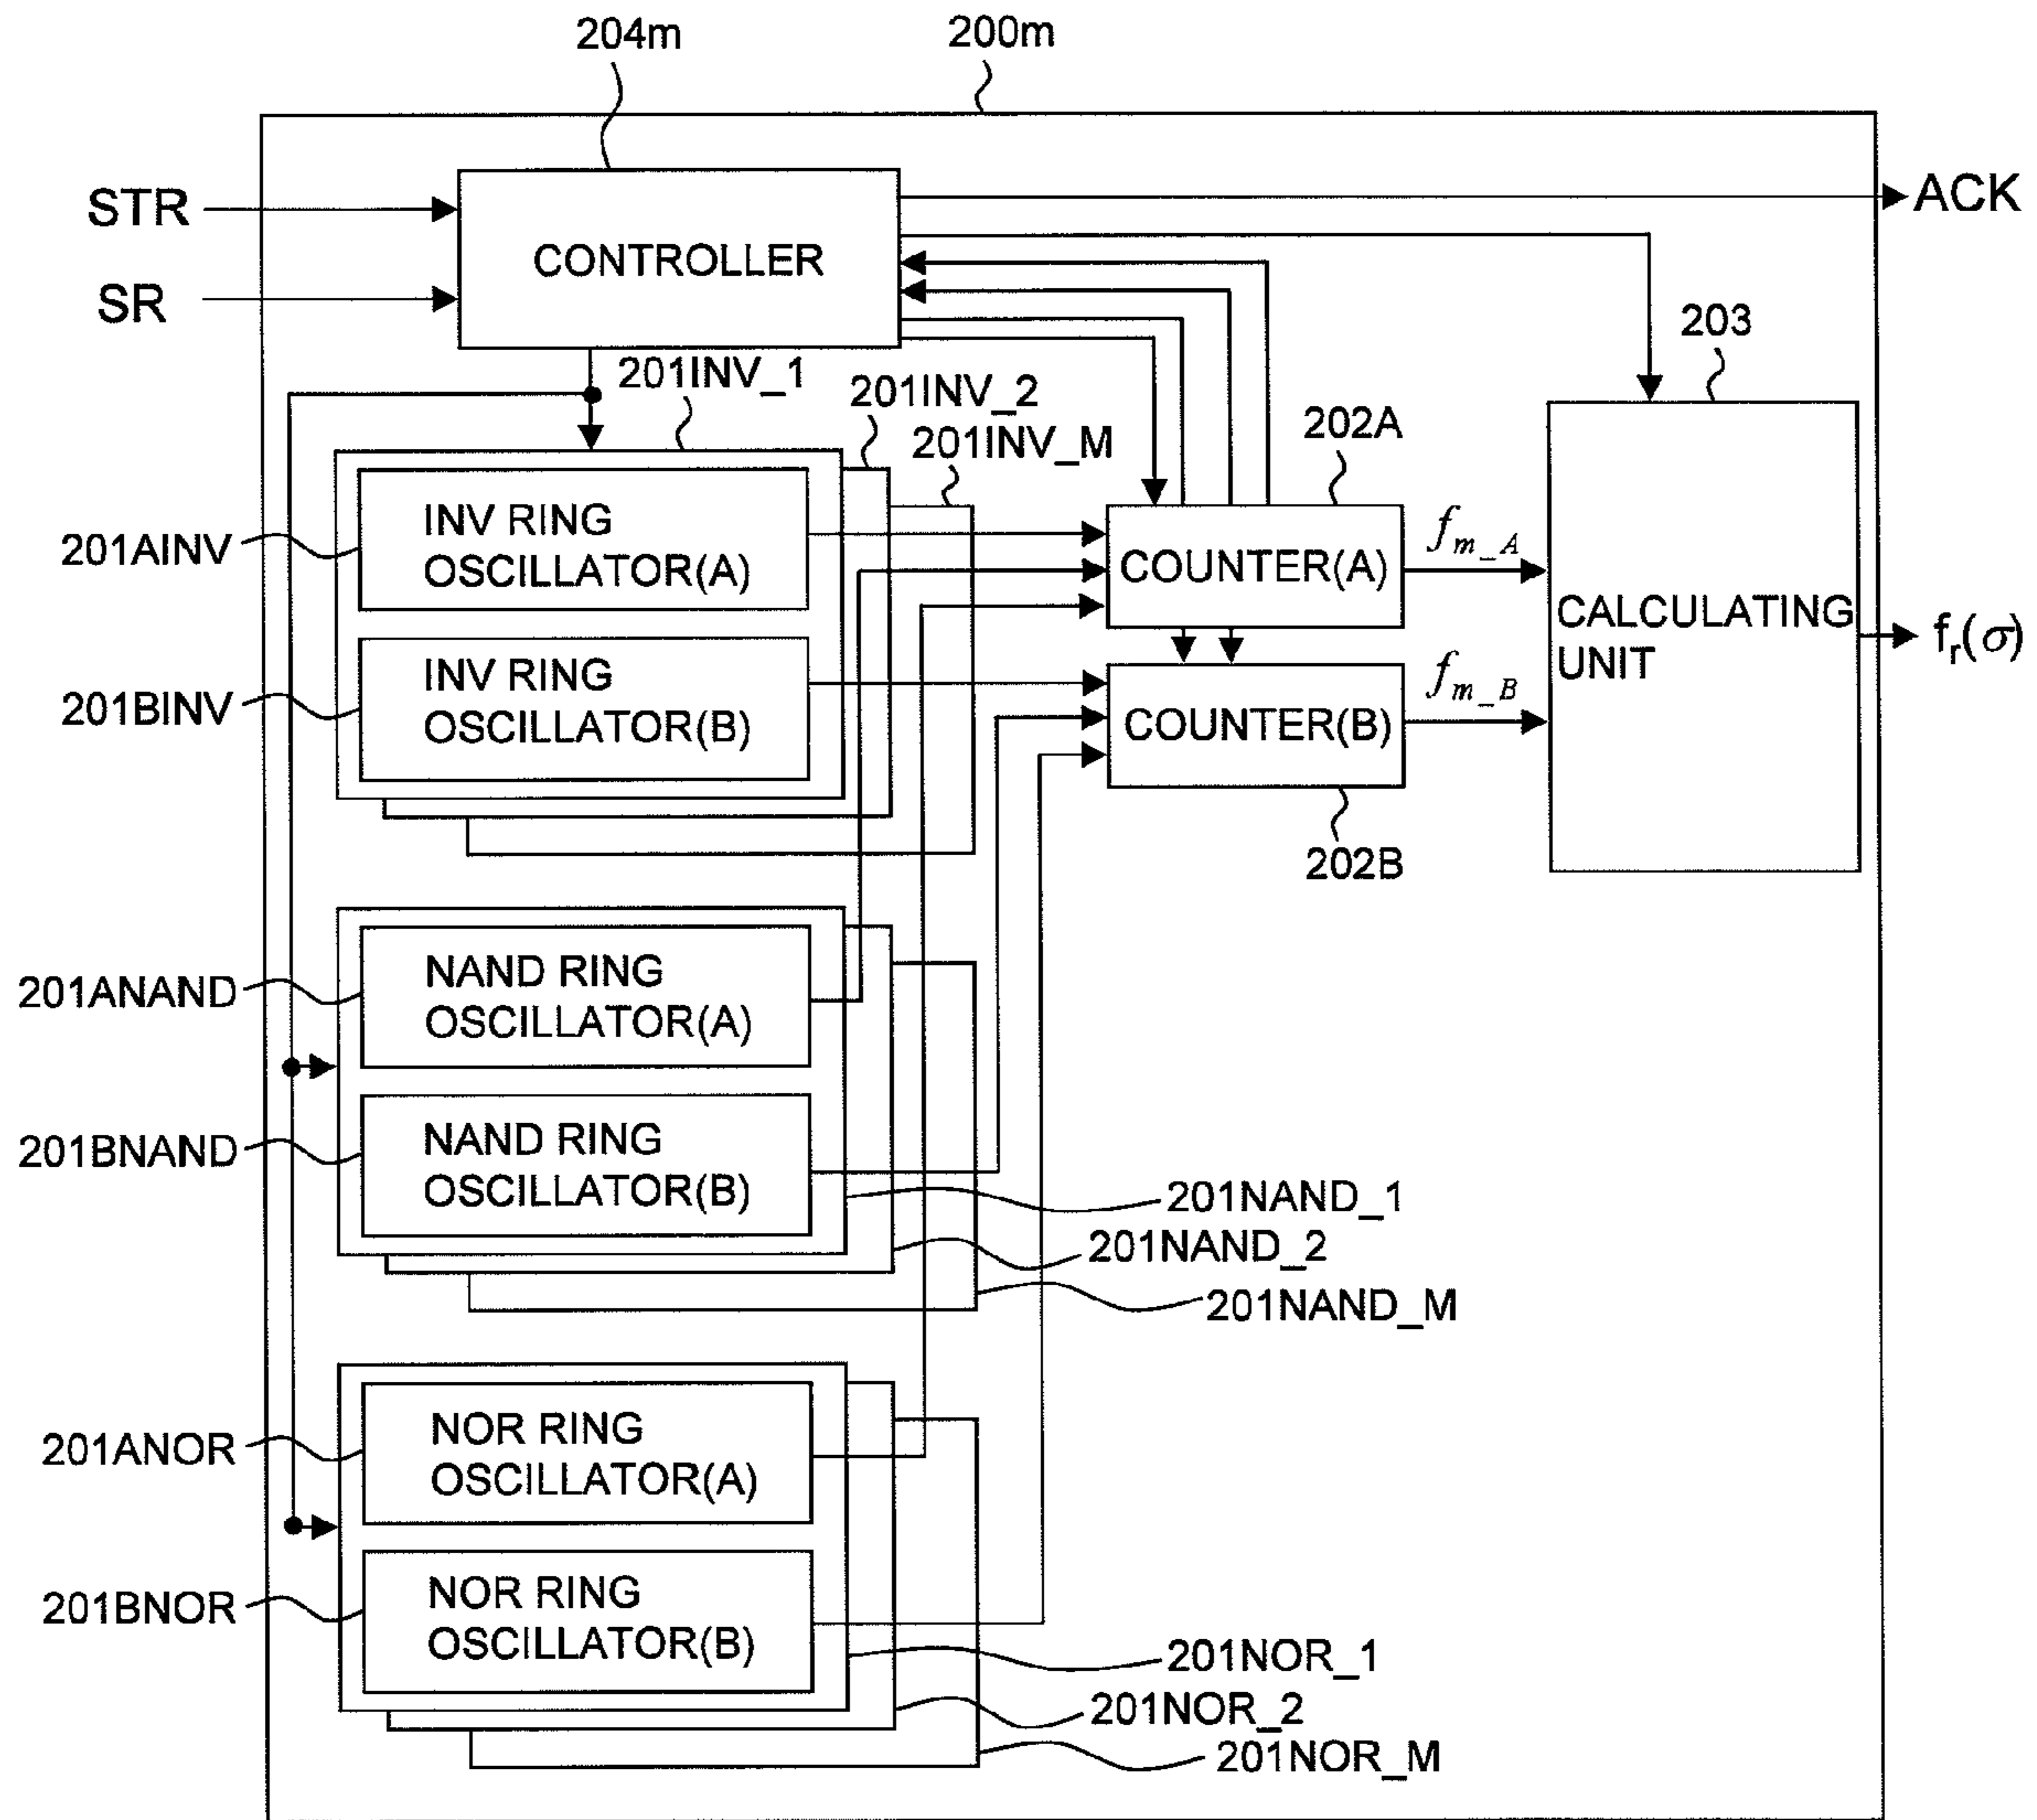 204m
200m
STR
SR
CONTROLLER
ACK
203
201INV_1
201INV_2
201INV_M
202A
201AINV
INV RING
OSCILLATOR(A)
COUNTER(A)
f_{m_A}
CALCULATING
UNIT
f_r(σ)
201BINV
INV RING
OSCILLATOR(B)
COUNTER(B)
f_{m_B}
202B
201ANAND
NAND RING
OSCILLATOR(A)
201BNAND
NAND RING
OSCILLATOR(B)
201NAND_1
201NAND_2
201NAND_M
201ANOR
NOR RING
OSCILLATOR(A)
201BNOR
NOR RING
OSCILLATOR(B)
201NOR_1
201NOR_2
201NOR_M